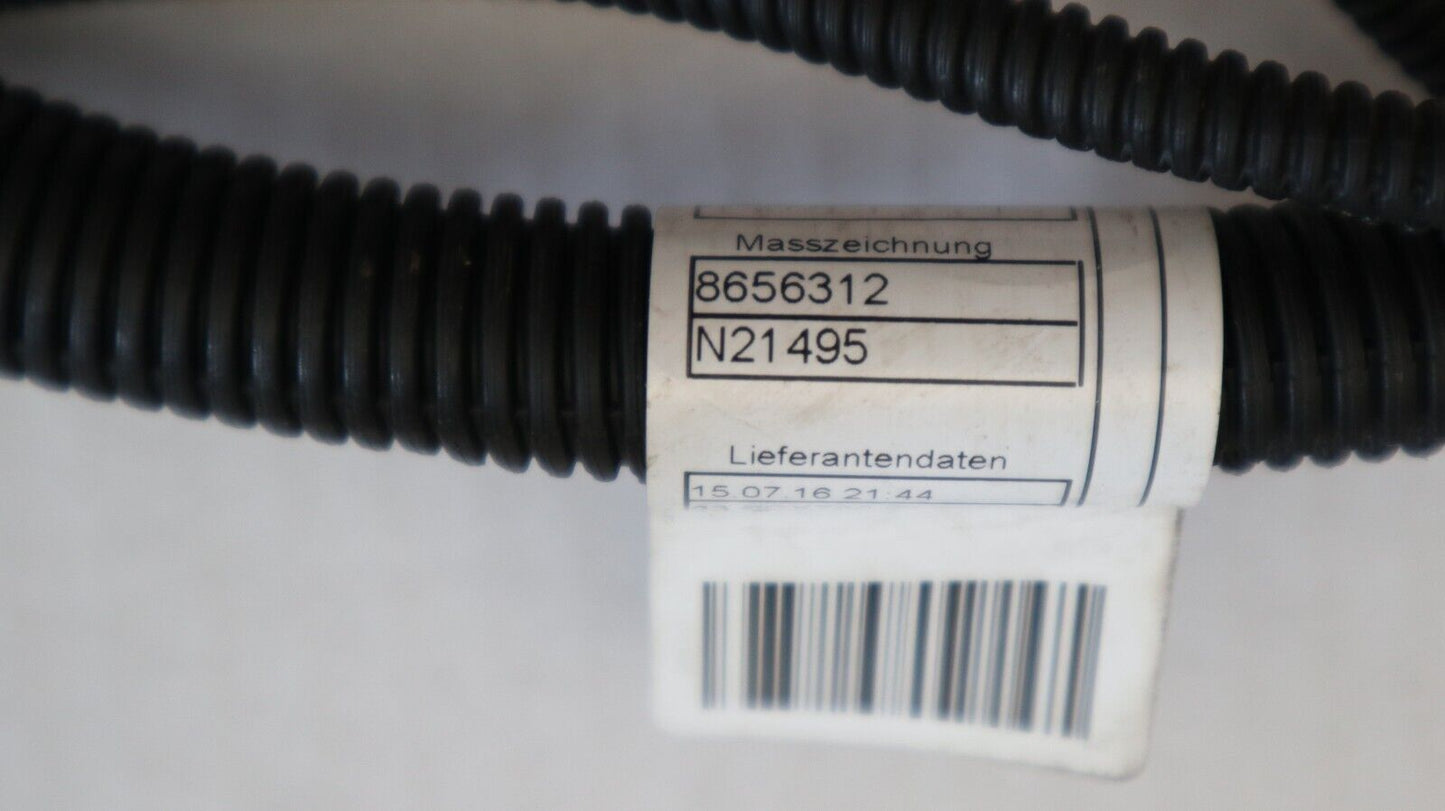 Masszeichnung
8656312
N21495
Lieferantendaten
15.07.16 21:44